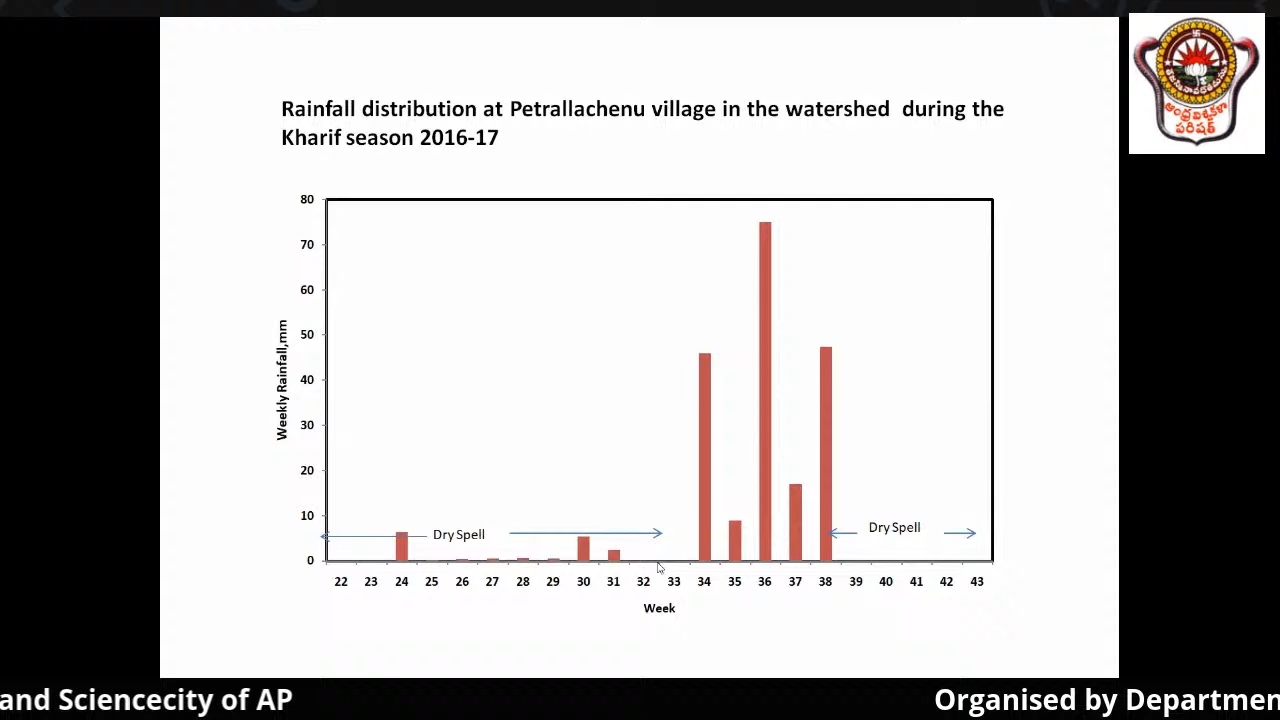 Rainfall distribution at Petrallachenu village in the watershed during the
Kharif season 2016-17
80
70
60
50
40
30
20
10
0
Weekly Rainfall,mm
Dry Spell
Dry Spell
22 23 24 25 26 27 28 29 30 31 32 33 34 35 36 37 38 39 40 41 42 43
Week
ఆంధ్ర విశ్వకళా
పరిషత్
and Sciencecity of AP
Organised by Departmen